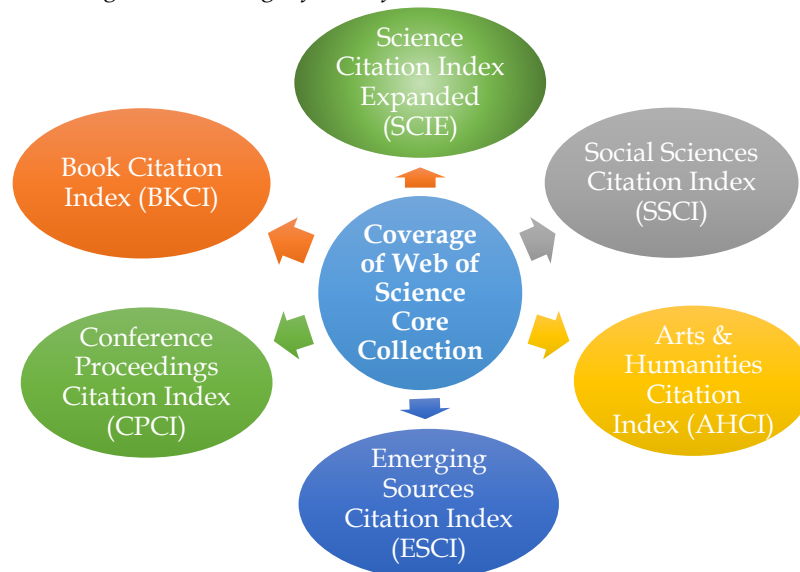 Science
Citation Index
Expanded
(SCIE)
Book Citation
Index (BKCI)
Social Sciences
Citation Index
(SSCI)
Coverage
of Web of
Science
Core
Collection
Conference
Proceedings
Citation Index
(CPCI)
Arts &
Humanities
Citation
Index (AHCI)
Emerging
Sources
Citation Index
(ESCI)